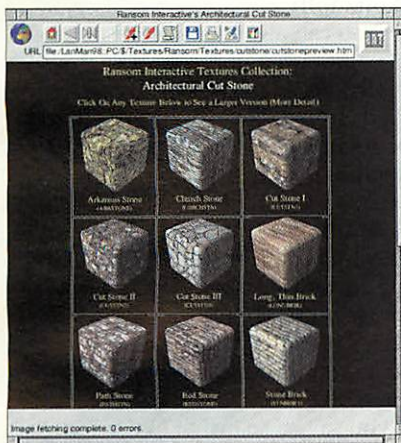 Ransom Interactive's Architectural Cut Stone
URL file:/LanMan98::PC/$/Textures/Ransom/Textures/cutstone/cutstonepreview.htm
Ransom Interactive Textures Collection:
Architectural Cut Stone
Click On Any Texture Below to See a Larger Version (More Detail)
Arkansas Stone
Church Stone
Cut Stone I
Cut Stone II
Cut Stone III
Long, Thin Brick
Path Stone
Red Stone
Stone Brick
Image fetching complete. 0 errors.